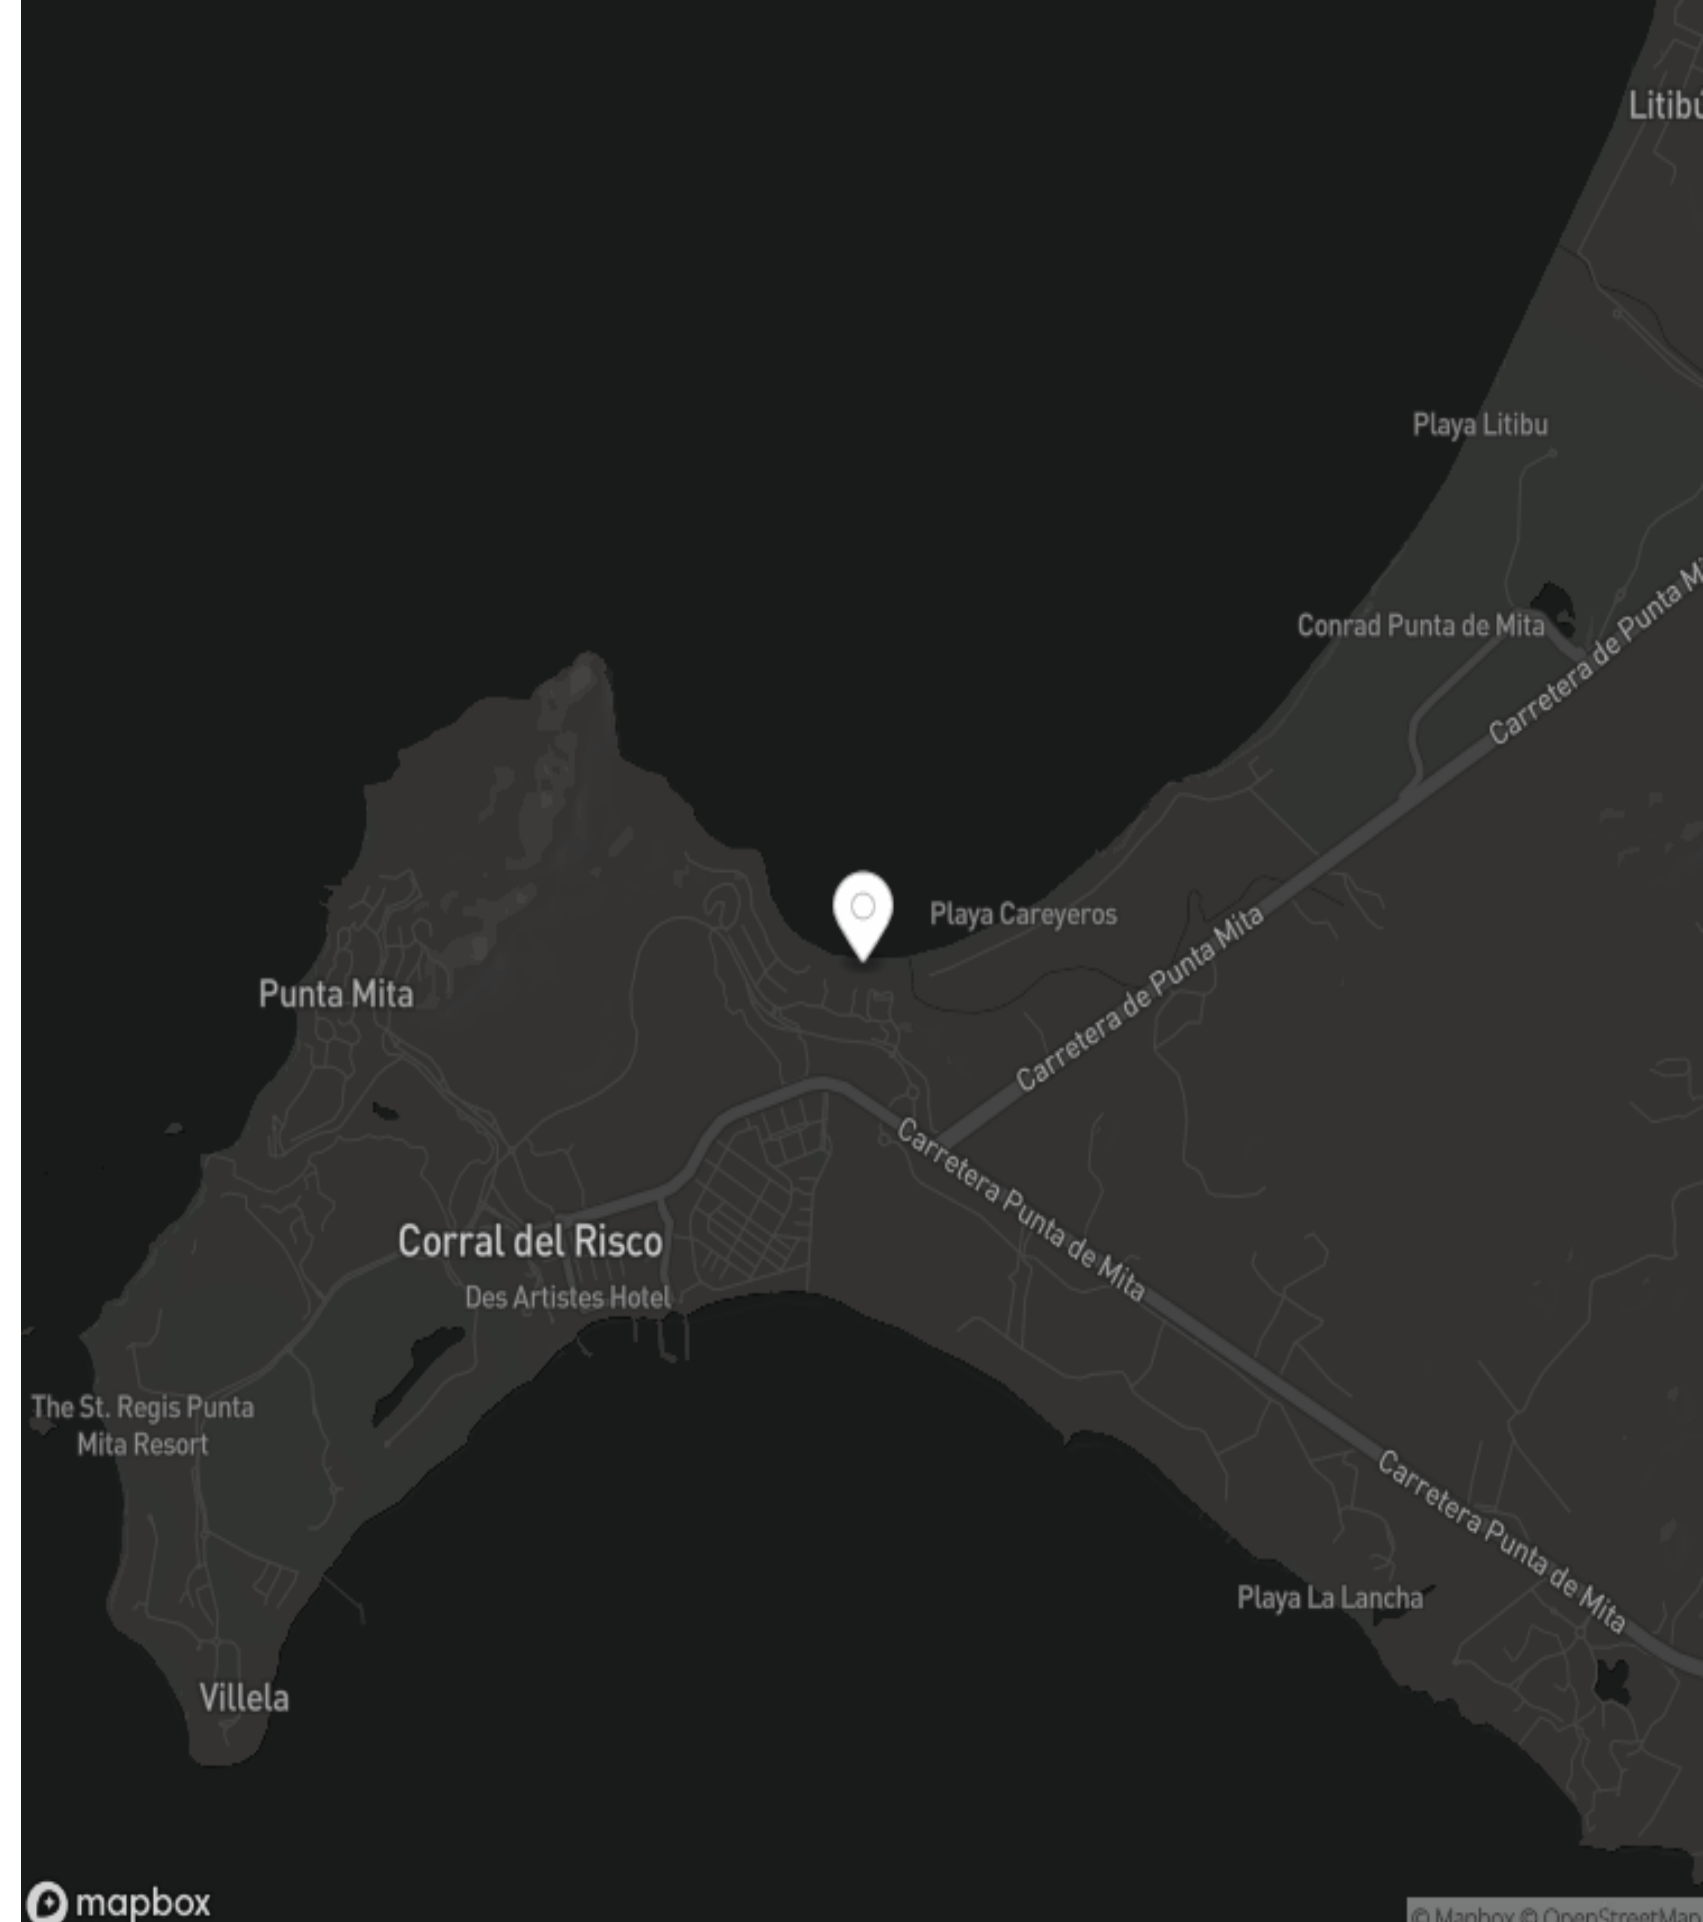 Litibú
Playa Litibu
Conrad Punta de Mita
Carretera de Punta
Playa Careyeros
Carretera de Punta Mita
Punta Mita
Carretera Punta de Mita
Corral del Risco
Des Artistes Hotel
The St. Regis Punta
Mita Resort
Carretera Punta de Mita
Playa La Lancha
Villela
mapbox
© Mapbox © OpenStreetMap